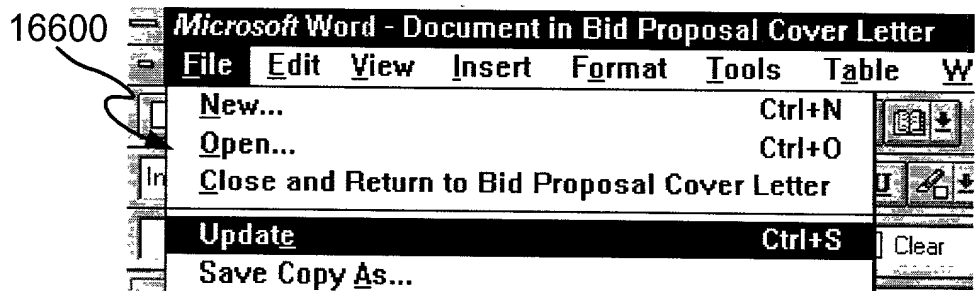 16600
Microsoft Word - Document in Bid Proposal Cover Letter
File Edit View Insert Format Tools Table W
New... Ctrl+N
Open... Ctrl+O
In
Close and Return to Bid Proposal Cover Letter U
Update Ctrl+S Clear
Save Copy As...